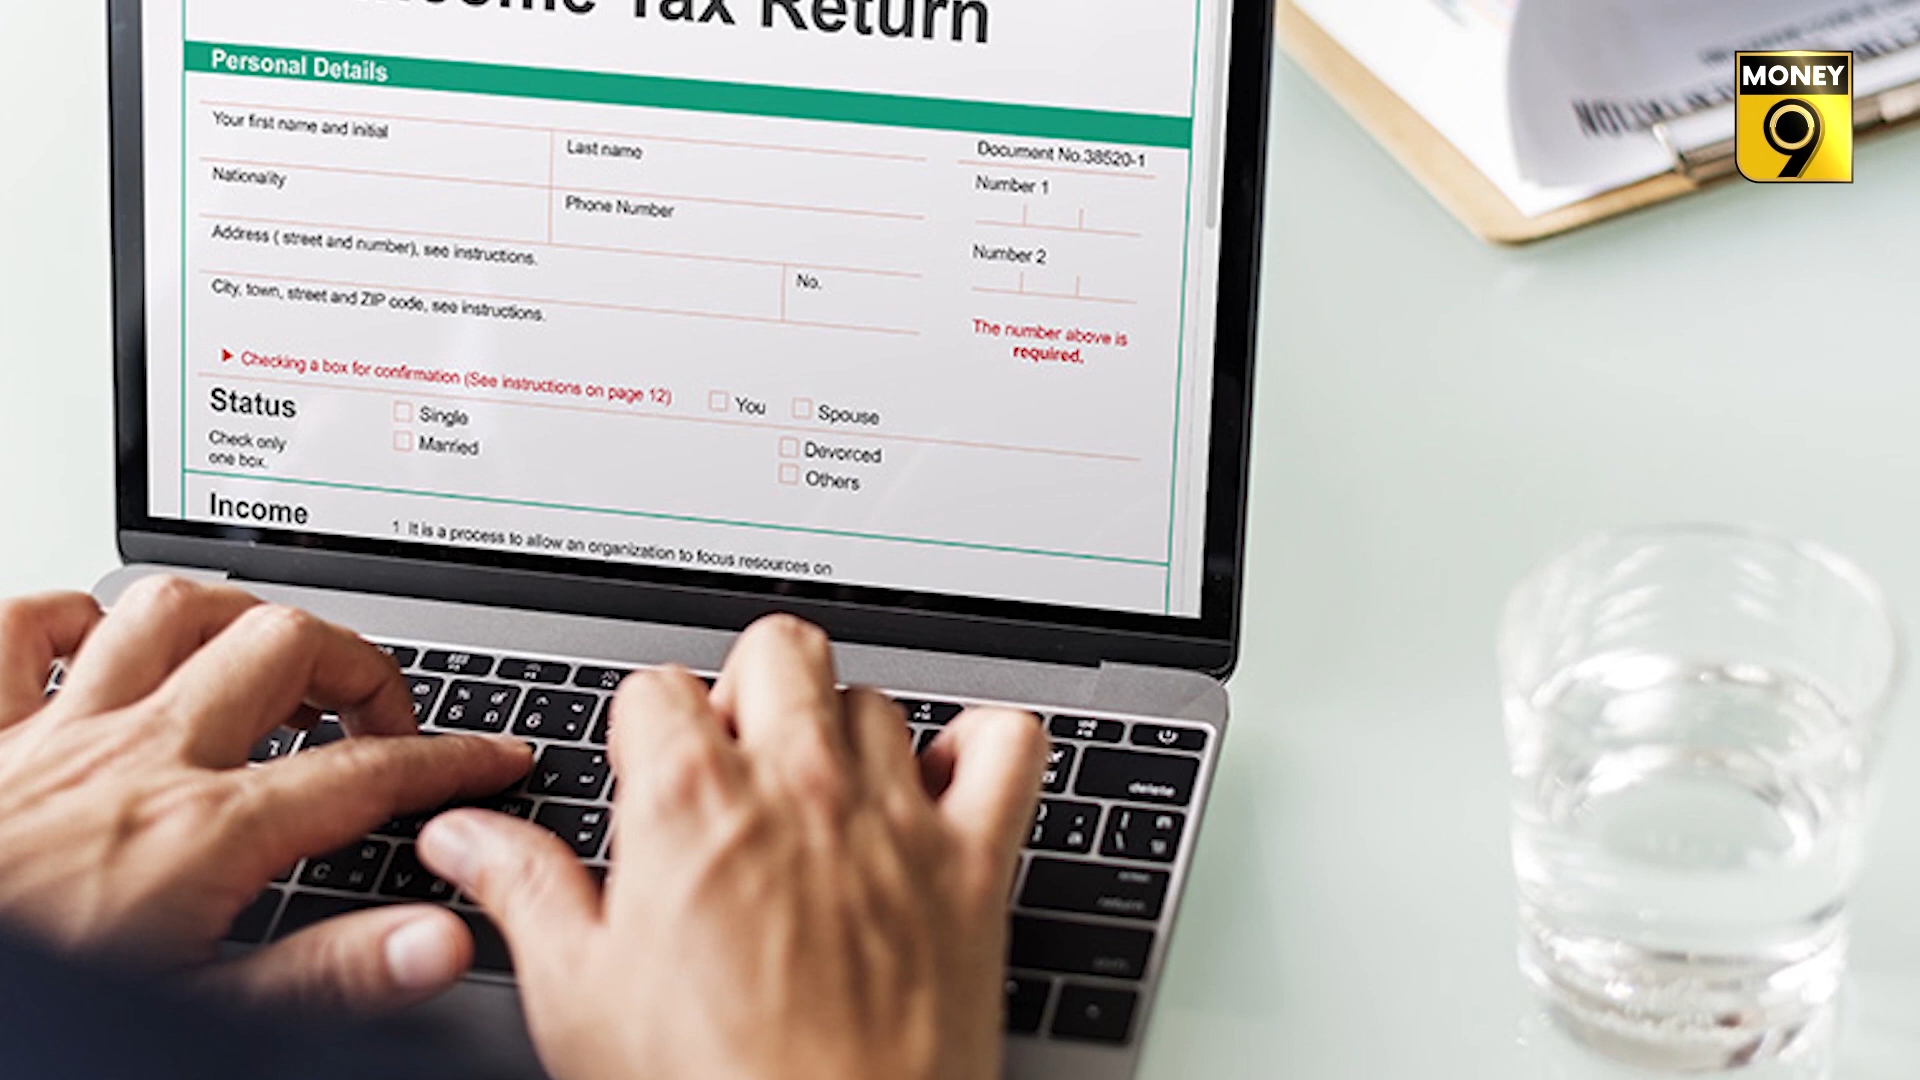 Tax Return
MONEY
9
Personal Details
Your first name and initial
Last name
Document No.38520-1
Nationality
Phone Number
Number 1
Address ( street and number), see instructions.
No.
Number 2
City, town, street and ZIP code, see instructions.
The number above is
required.
Checking a box for confirmation (See instructions on page 12)
You
Spouse
Status
Single
Check only
one box.
Married
Devorced
Others
Income
1. It is a process to allow an organization to focus resources on
delete
return